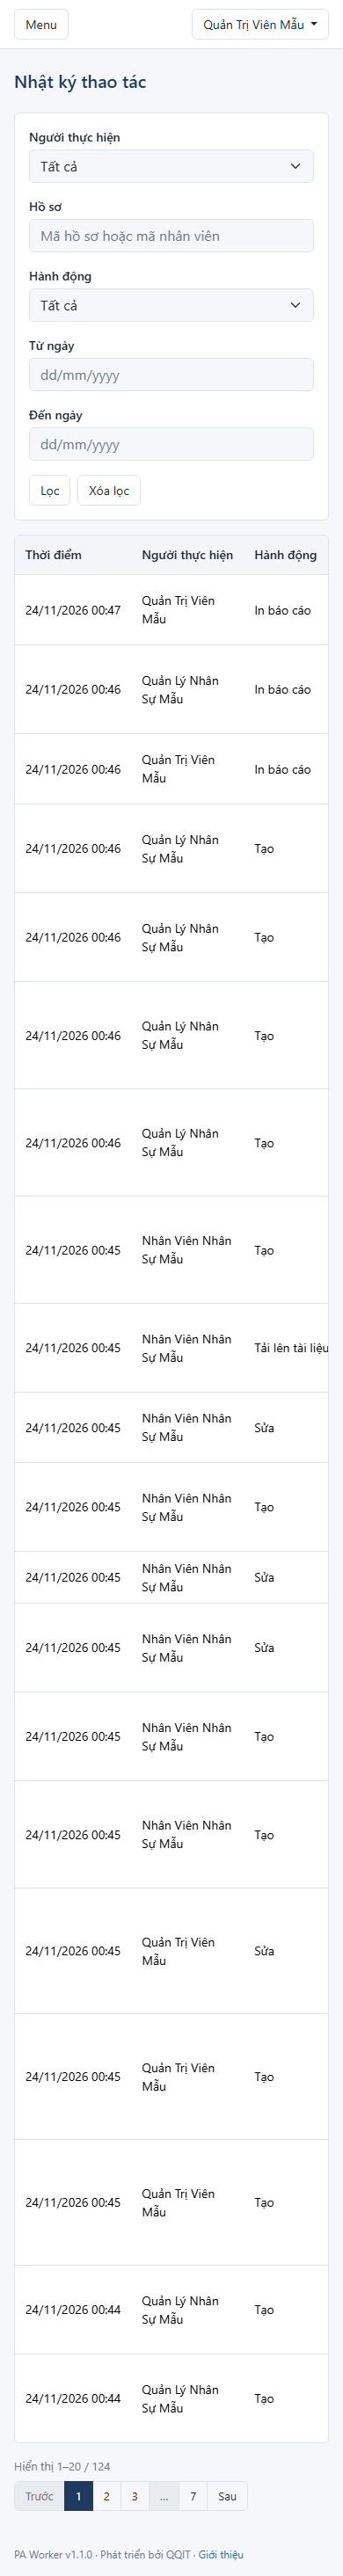 Menu
Quản Trị Viên Mẫu
Nhật ký thao tác
Người thực hiện
Tất cả
Hồ sơ
Mã hồ sơ hoặc mã nhân viên
Hành động
Tất cả
Từ ngày
dd/mm/yyyy
Đến ngày
dd/mm/yyyy
Lọc Xóa lọc
Thời điểm Người thực hiện Hành động
24/11/2026 00:47 Quản Trị Viên Mẫu In báo cáo
24/11/2026 00:46 Quản Lý Nhân Sự Mẫu In báo cáo
24/11/2026 00:46 Quản Trị Viên Mẫu In báo cáo
24/11/2026 00:46 Quản Lý Nhân Sự Mẫu Tạo
24/11/2026 00:46 Quản Lý Nhân Sự Mẫu Tạo
24/11/2026 00:46 Quản Lý Nhân Sự Mẫu Tạo
24/11/2026 00:46 Quản Lý Nhân Sự Mẫu Tạo
24/11/2026 00:45 Nhân Viên Nhân Sự Mẫu Tạo
24/11/2026 00:45 Nhân Viên Nhân Sự Mẫu Tải lên tài liệu
24/11/2026 00:45 Nhân Viên Nhân Sự Mẫu Sửa
24/11/2026 00:45 Nhân Viên Nhân Sự Mẫu Tạo
24/11/2026 00:45 Nhân Viên Nhân Sự Mẫu Sửa
24/11/2026 00:45 Nhân Viên Nhân Sự Mẫu Sửa
24/11/2026 00:45 Nhân Viên Nhân Sự Mẫu Tạo
24/11/2026 00:45 Nhân Viên Nhân Sự Mẫu Tạo
24/11/2026 00:45 Quản Trị Viên Mẫu Sửa
24/11/2026 00:45 Quản Trị Viên Mẫu Tạo
24/11/2026 00:45 Quản Trị Viên Mẫu Tạo
24/11/2026 00:44 Quản Lý Nhân Sự Mẫu Tạo
24/11/2026 00:44 Quản Lý Nhân Sự Mẫu Tạo
Hiển thị 1–20 / 124
Trước 1 2 3 … 7 Sau
PA Worker v1.1.0 · Phát triển bởi QQIT · Giới thiệu